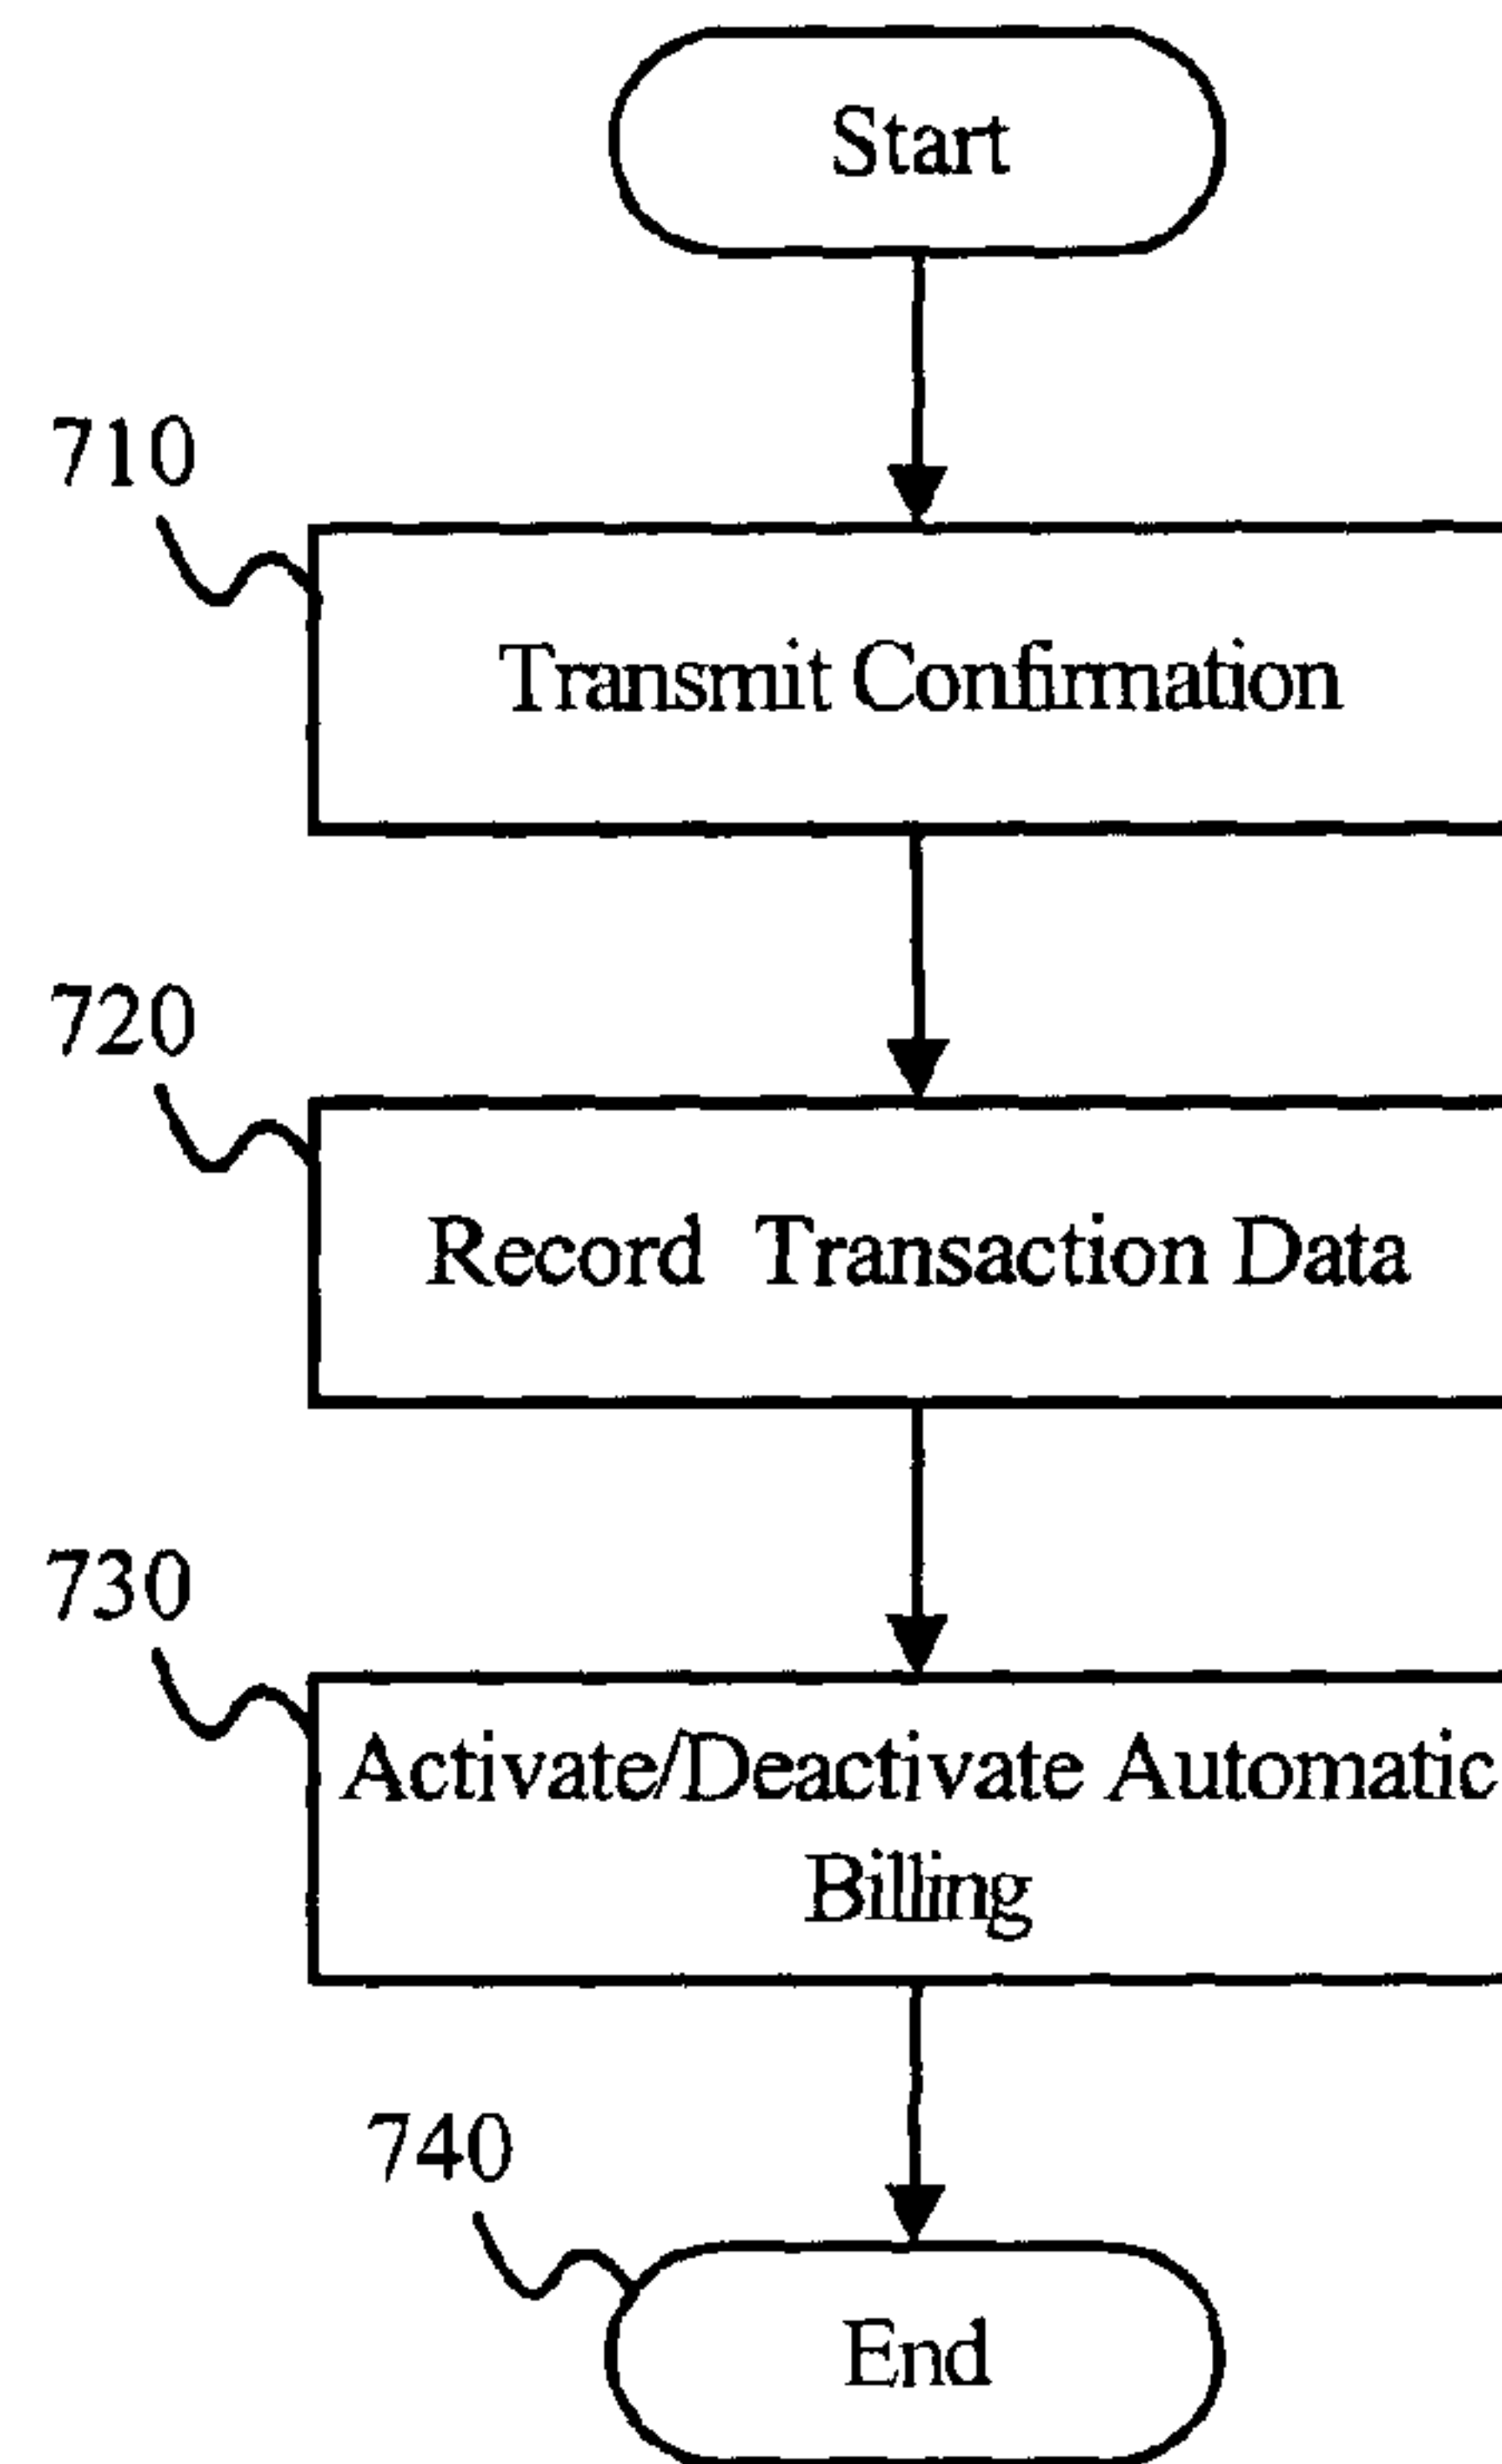 Start
710
Transmit Confirmation
720
Record Transaction Data
730
Activate/Deactivate Automatic
Billing
740
End